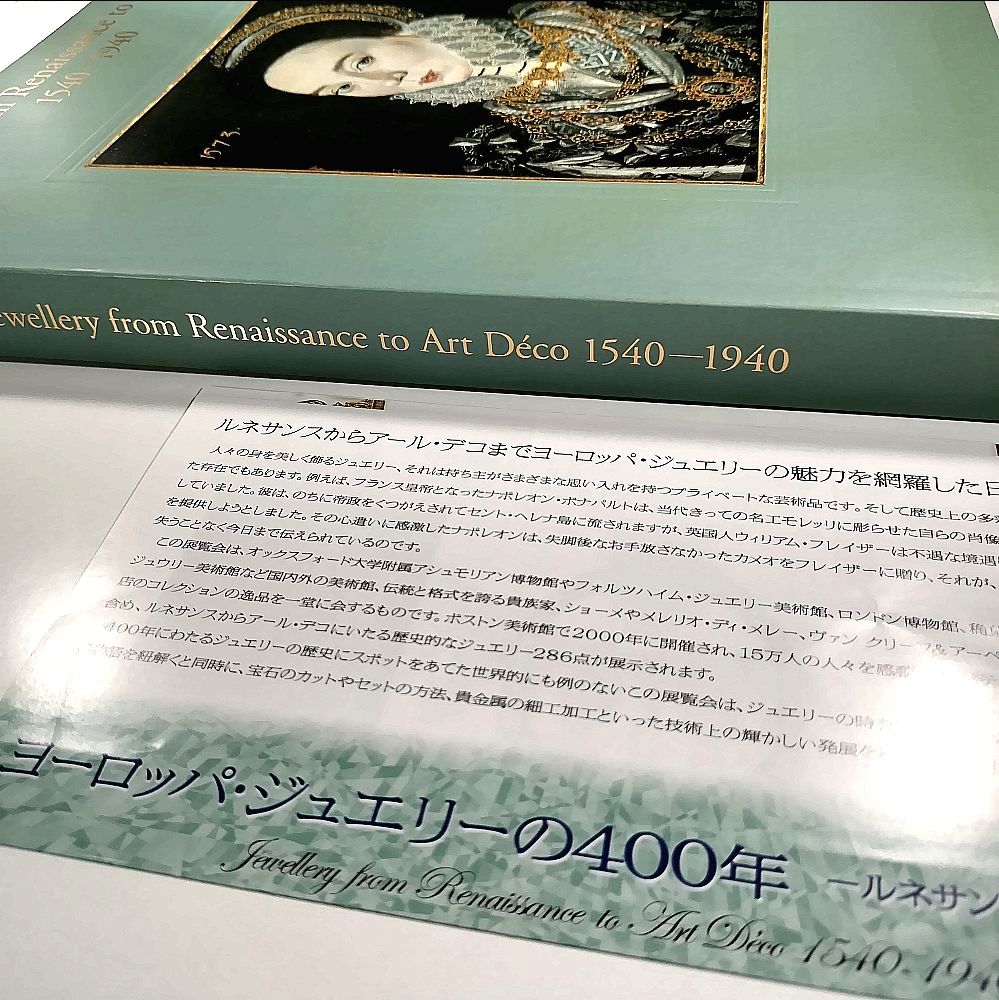 Renaissance to
1540—1940
1573.
ewellery from Renaissance to Art Déco 1540—1940
ルネサンスからアール・デコまでヨーロッパ・ジュエリーの魅力を網羅した
人々の身を美しく飾るジュエリー、それは持ち主がさまざまな思い入れを持つプライベートな芸術品です。そして歴史上の多
た存在でもあります。例えば、フランス皇帝となったナポレオン・ボナパルトは、当代きっての名工モレッリに彫らせた自らの肖像
していました。彼は、のちに帝政をくつがえされてセント・ヘレナ島に流されますが、英国人ウィリアム・フレイザーは不遇な境遇
を提供しようとしました。その心遣いに感激したナポレオンは、失脚後なお手放さなかったカメオをフレイザーに贈り、それが、
失うことなく今日まで伝えられているのです。
この展覧会は、オックスフォード大学附属アシュモリアン博物館やフォルツハイム・ジュエリー美術館、ロンドン博物館、
ジュウリー美術館など国内外の美術館、伝統と格式を誇る貴族家、ショーメやメレリオ・ディ・メレー、ヴァン クリーフ&アーペ
店のコレクションの逸品を一堂に会するものです。ボストン美術館で2000年に開催され、15万人の人々を感動
含め、ルネサンスからアール・デコにいたる歴史的なジュエリー286点が展示されます。
400年にわたるジュエリーの歴史にスポットをあてた世界的にも例のないこの展覧会は、ジュエリーの時
を紐解くと同時に、宝石のカットやセットの方法、貴金属の細工加工といった技術上の輝かしい発展
ヨーロッパ・ジュエリーの400年 ールネサン
Jewellery from Renaissance to Art Déco 1540-194